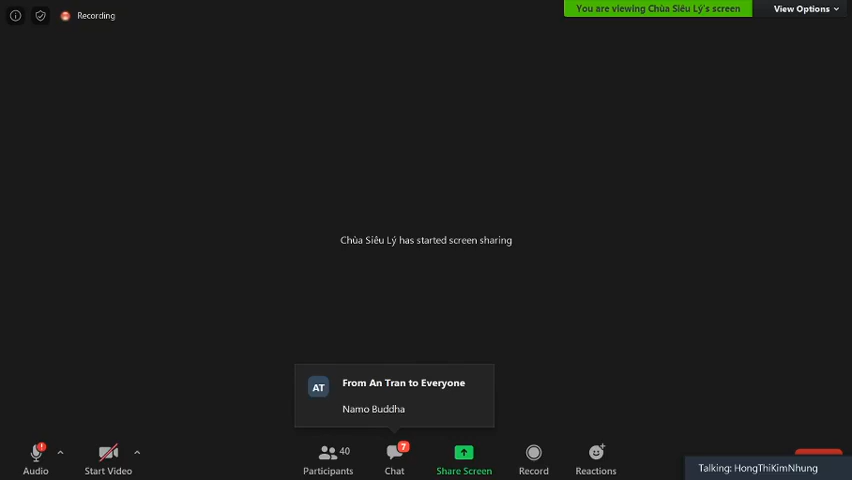 Recording
You are viewing Chùa Siêu Lý's screen
View Options
Chùa Siêu Lý has started screen sharing
AT
From An Tran to Everyone
Namo Buddha
!
40
7
Audio
Start Video
Participants
Chat
Share Screen
Record
Reactions
Talking: HongThiKimNhung